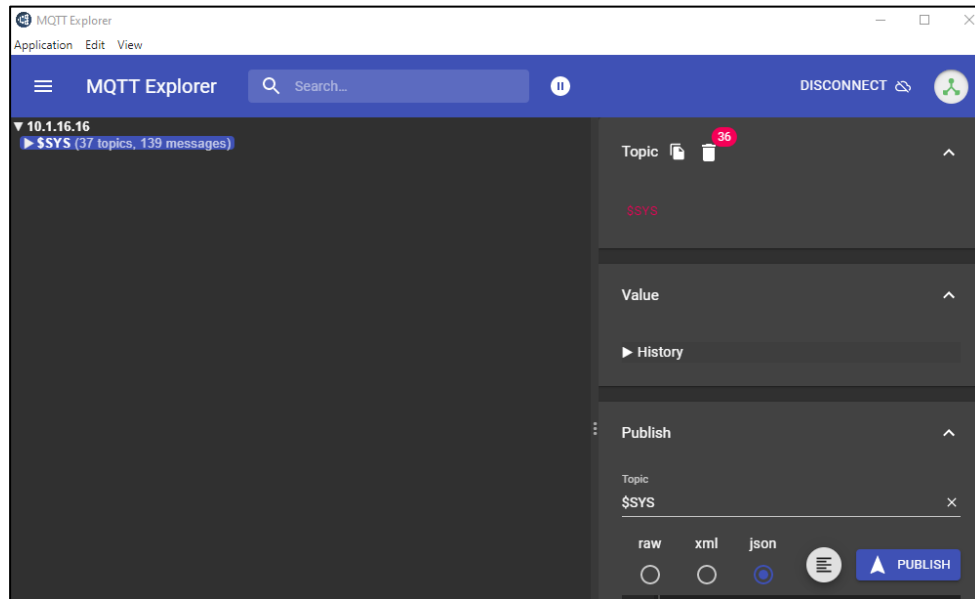 MQTT Explorer
Application Edit View
MQTT Explorer
Search...
DISCONNECT
▼ 10.1.16.16
▶ $SYS (37 topics, 139 messages)
Topic
36
$SYS
Value
▶ History
Publish
Topic
$SYS
raw xml json
PUBLISH